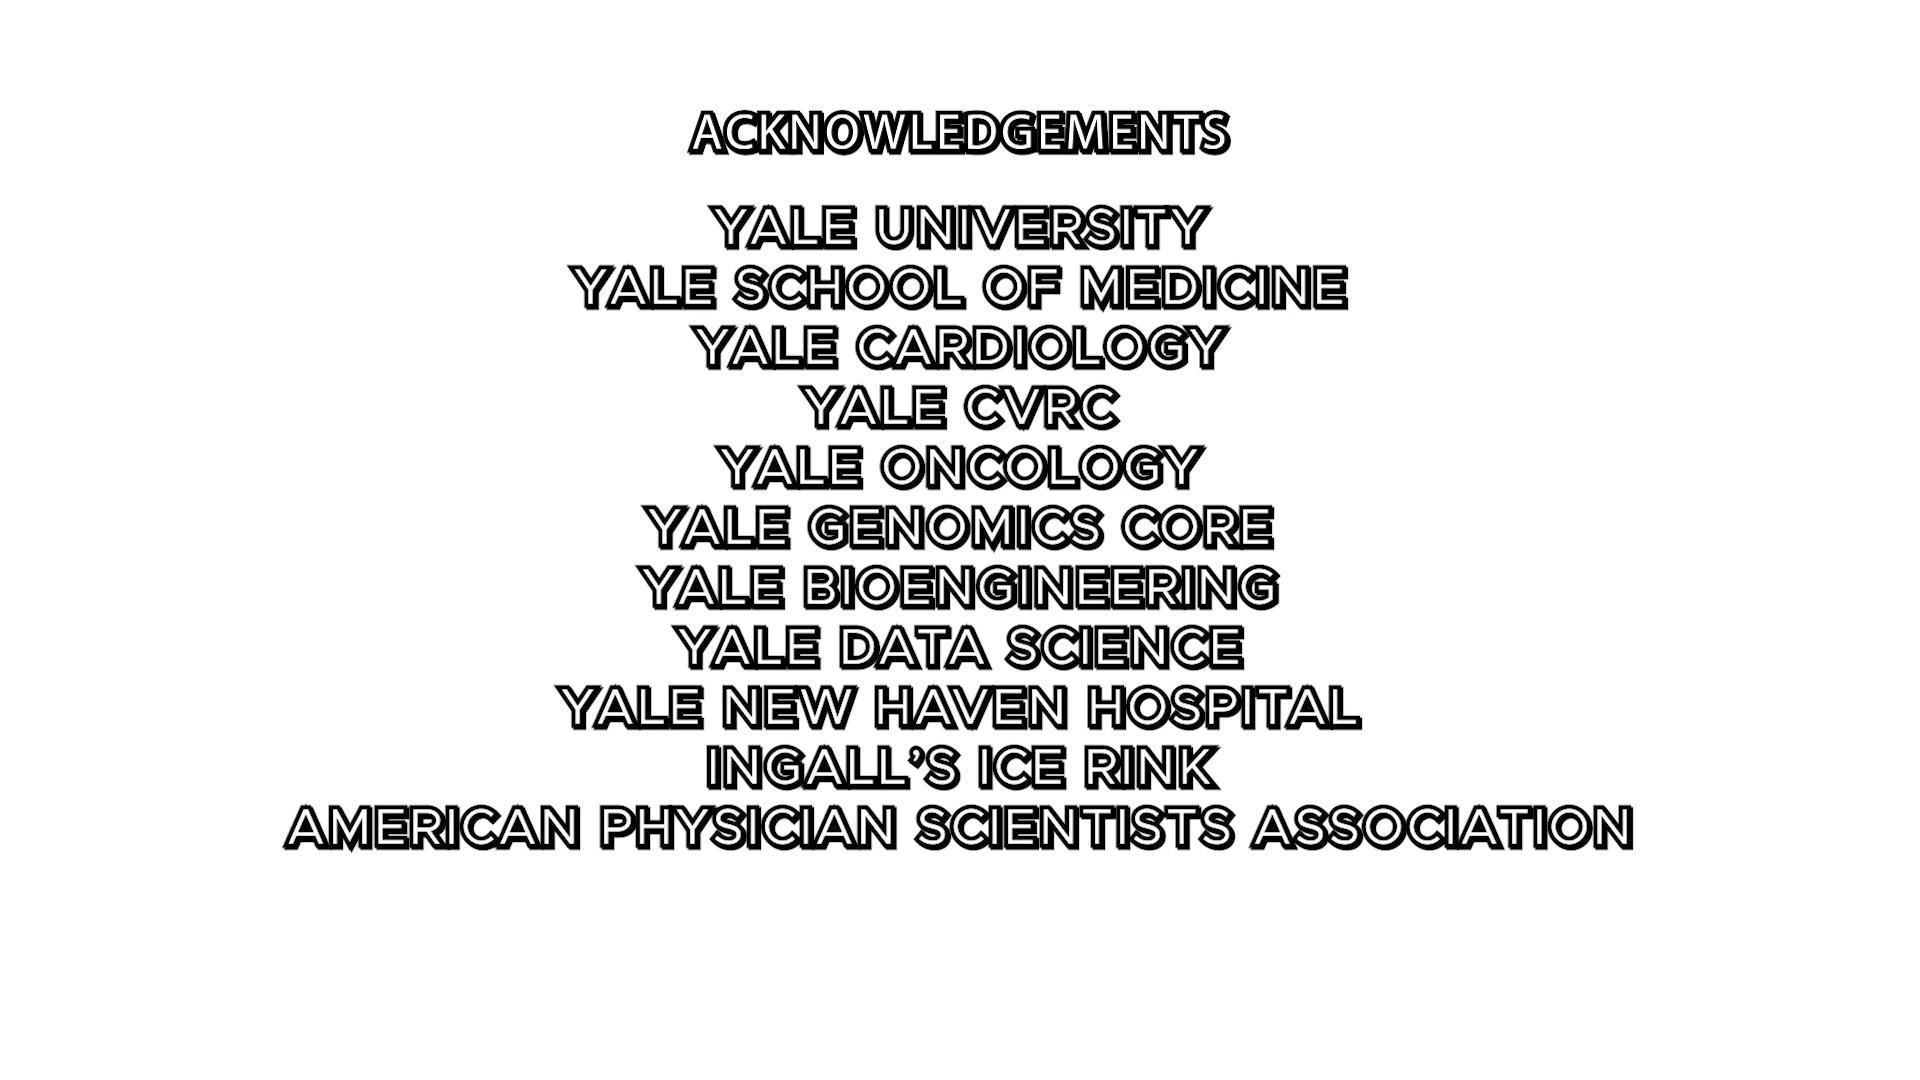 ACKNOWLEDGEMENTS
YALE UNIVERSITY
YALE SCHOOL OF MEDICINE
YALE CARDIOLOGY
YALE CVRC
YALE ONCOLOGY
YALE GENOMICS CORE
YALE BIOENGINEERING
YALE DATA SCIENCE
YALE NEW HAVEN HOSPITAL
INGALL’S ICE RINK
AMERICAN PHYSICIAN SCIENTISTS ASSOCIATION